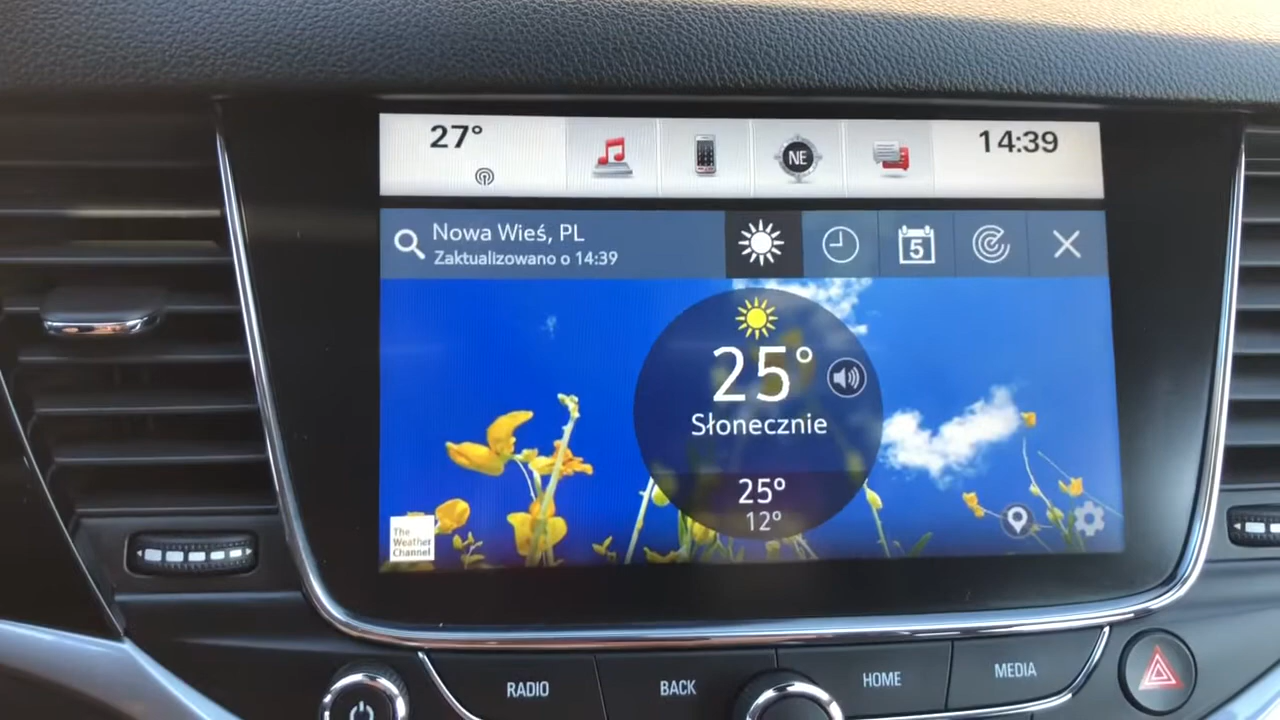 27°
NE
14:39
Nowa Wieś, PL
Zaktualizowano o 14:39
5
25°
Słonecznie
25°
12°
The
Weather
Channel
RADIO
BACK
HOME
MEDIA